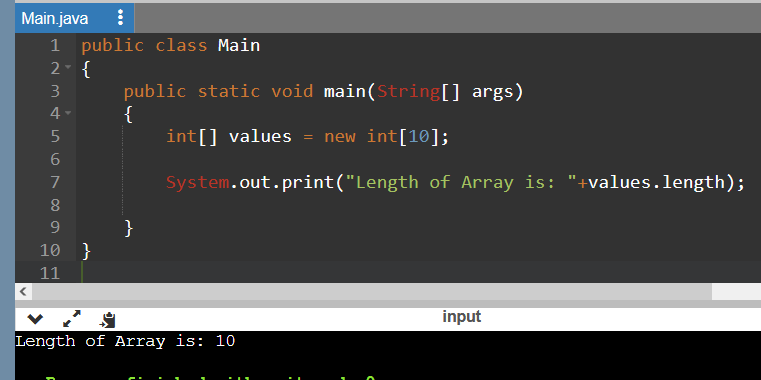 Main.java
1 public class Main
2 {
3 public static void main(String[] args)
4 {
5 int[] values = new int[10];
6
7 System.out.print("Length of Array is: "+values.length);
8
9 }
10 }
11
input
Length of Array is: 10